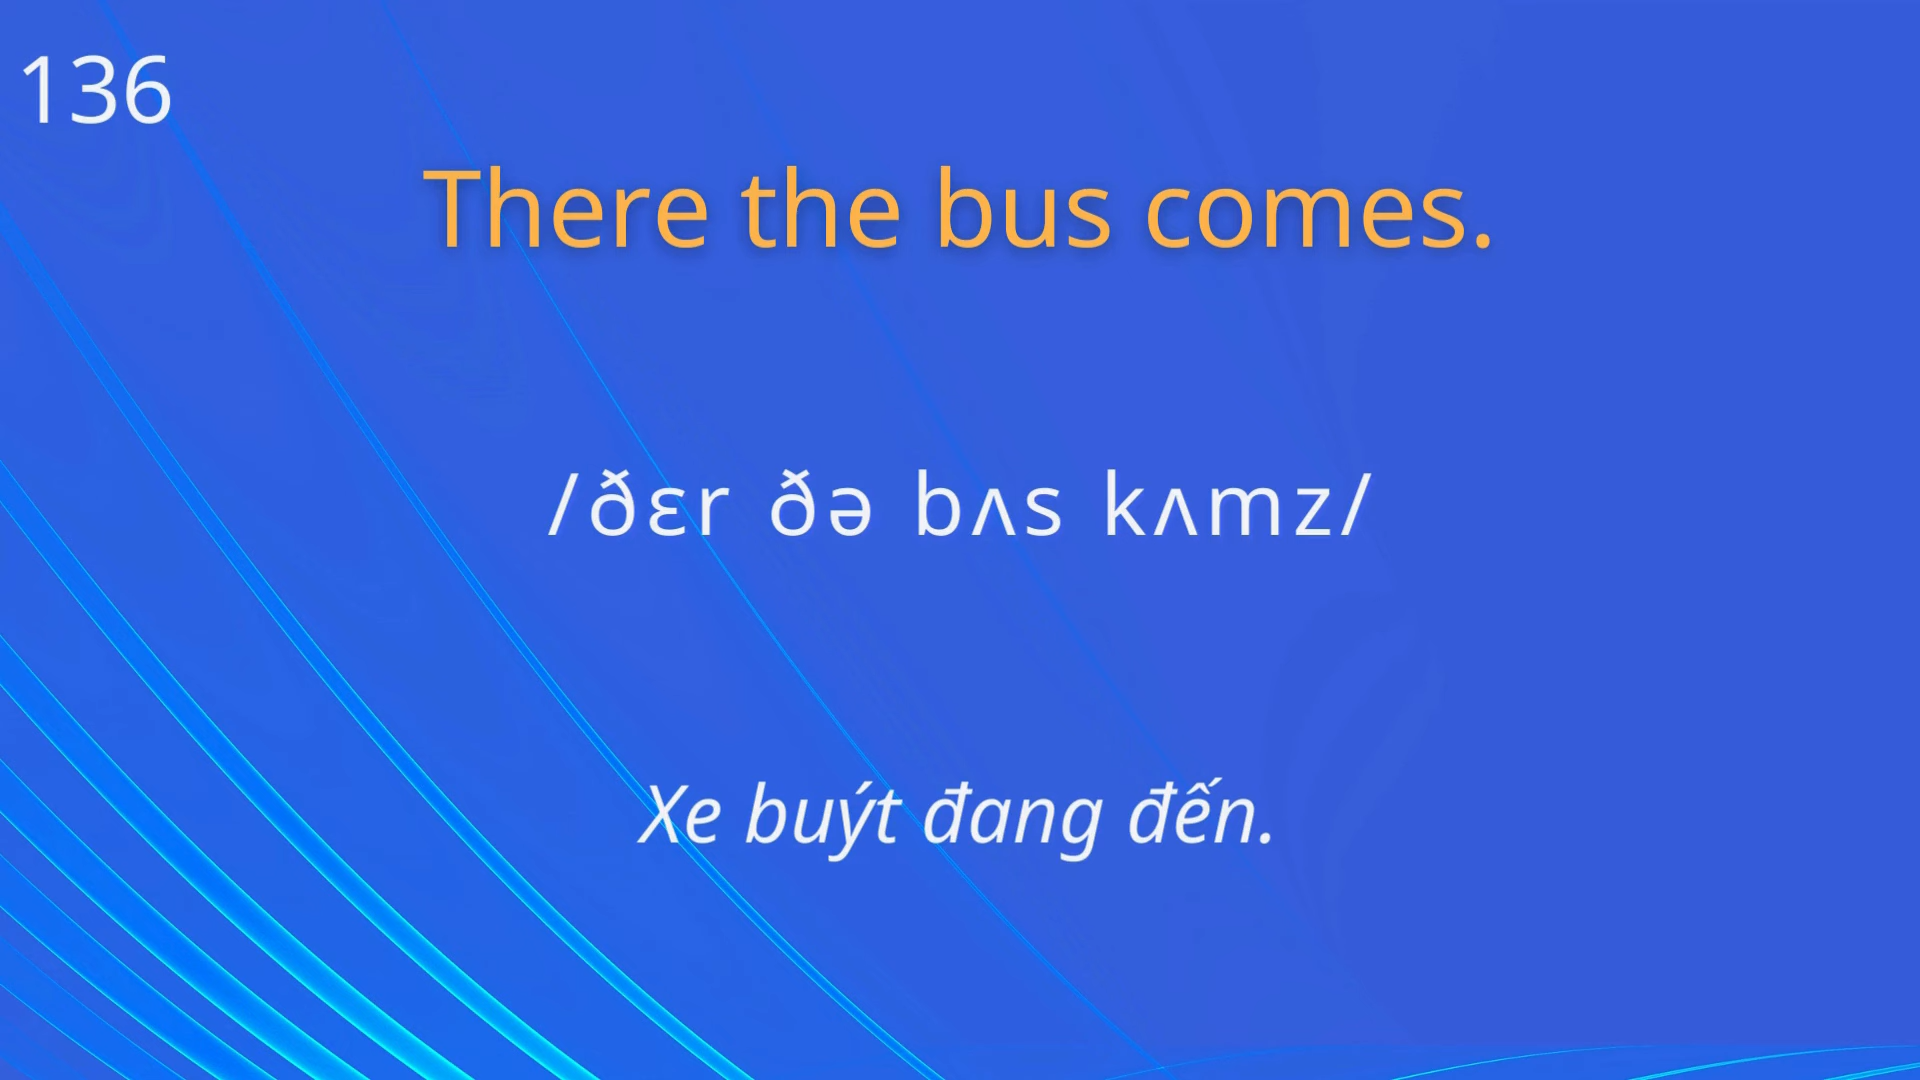 136
There the bus comes.
/ðɛr ðə bʌs kʌmz/
Xe buýt đang đến.